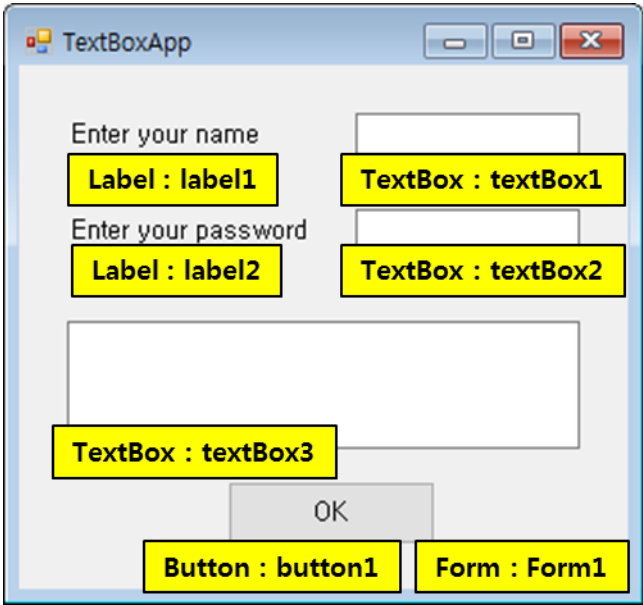 TextBoxApp
Enter your name
Label : label1
TextBox : textBox1
Enter your password
Label : label2
TextBox : textBox2
TextBox : textBox3
OK
Button : button1
Form : Form1